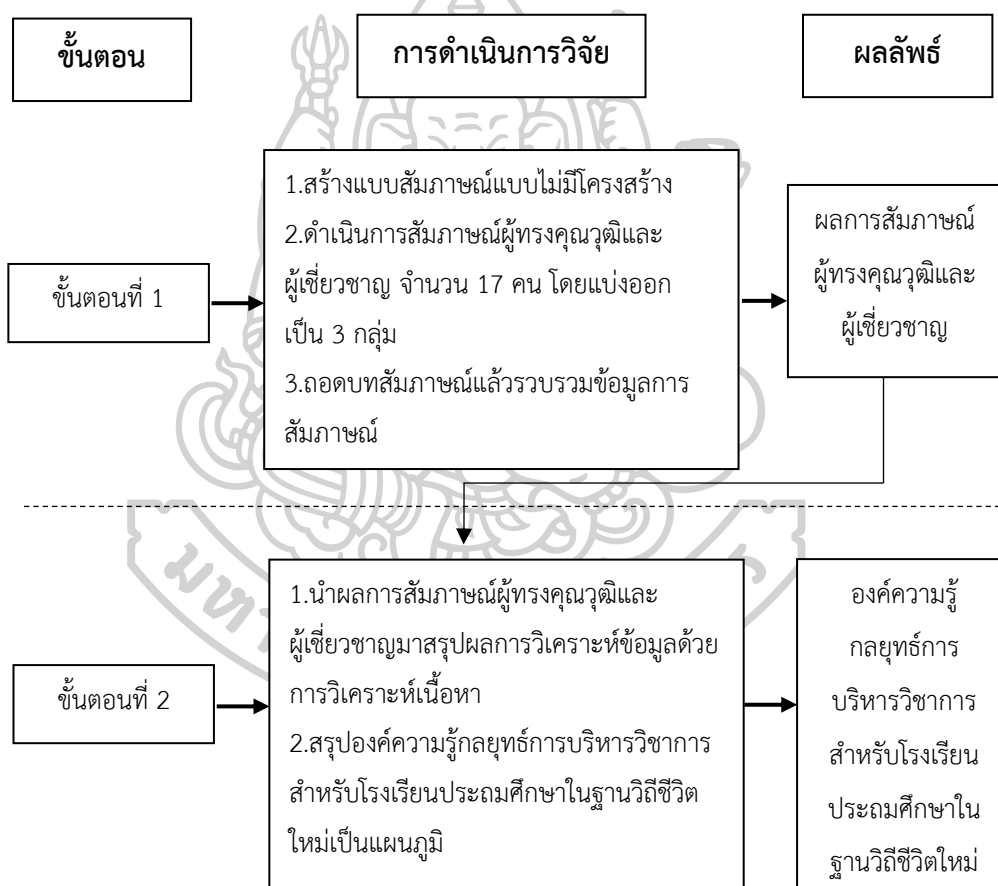 ขั้นตอน
การดำเนินการวิจัย
ผลลัพธ์
ขั้นตอนที่ 1
1.สร้างแบบสัมภาษณ์แบบไม่มีโครงสร้าง
2.ดำเนินการสัมภาษณ์ผู้ทรงคุณวุฒิและ
ผู้เชี่ยวชาญ จำนวน 17 คน โดยแบ่งออก
เป็น 3 กลุ่ม
3.ถอดบทสัมภาษณ์แล้วรวบรวมข้อมูลการ
สัมภาษณ์
ผลการสัมภาษณ์
ผู้ทรงคุณวุฒิและ
ผู้เชี่ยวชาญ
ขั้นตอนที่ 2
1.นำผลการสัมภาษณ์ผู้ทรงคุณวุฒิและ
ผู้เชี่ยวชาญมาสรุปผลการวิเคราะห์ข้อมูลด้วย
การวิเคราะห์เนื้อหา
2.สรุปองค์ความรู้กลยุทธ์การบริหารวิชาการ
สำหรับโรงเรียนประถมศึกษาในฐานวิถีชีวิต
ใหม่เป็นแผนภูมิ
องค์ความรู้
กลยุทธ์การ
บริหารวิชาการ
สำหรับโรงเรียน
ประถมศึกษาใน
ฐานวิถีชีวิตใหม่